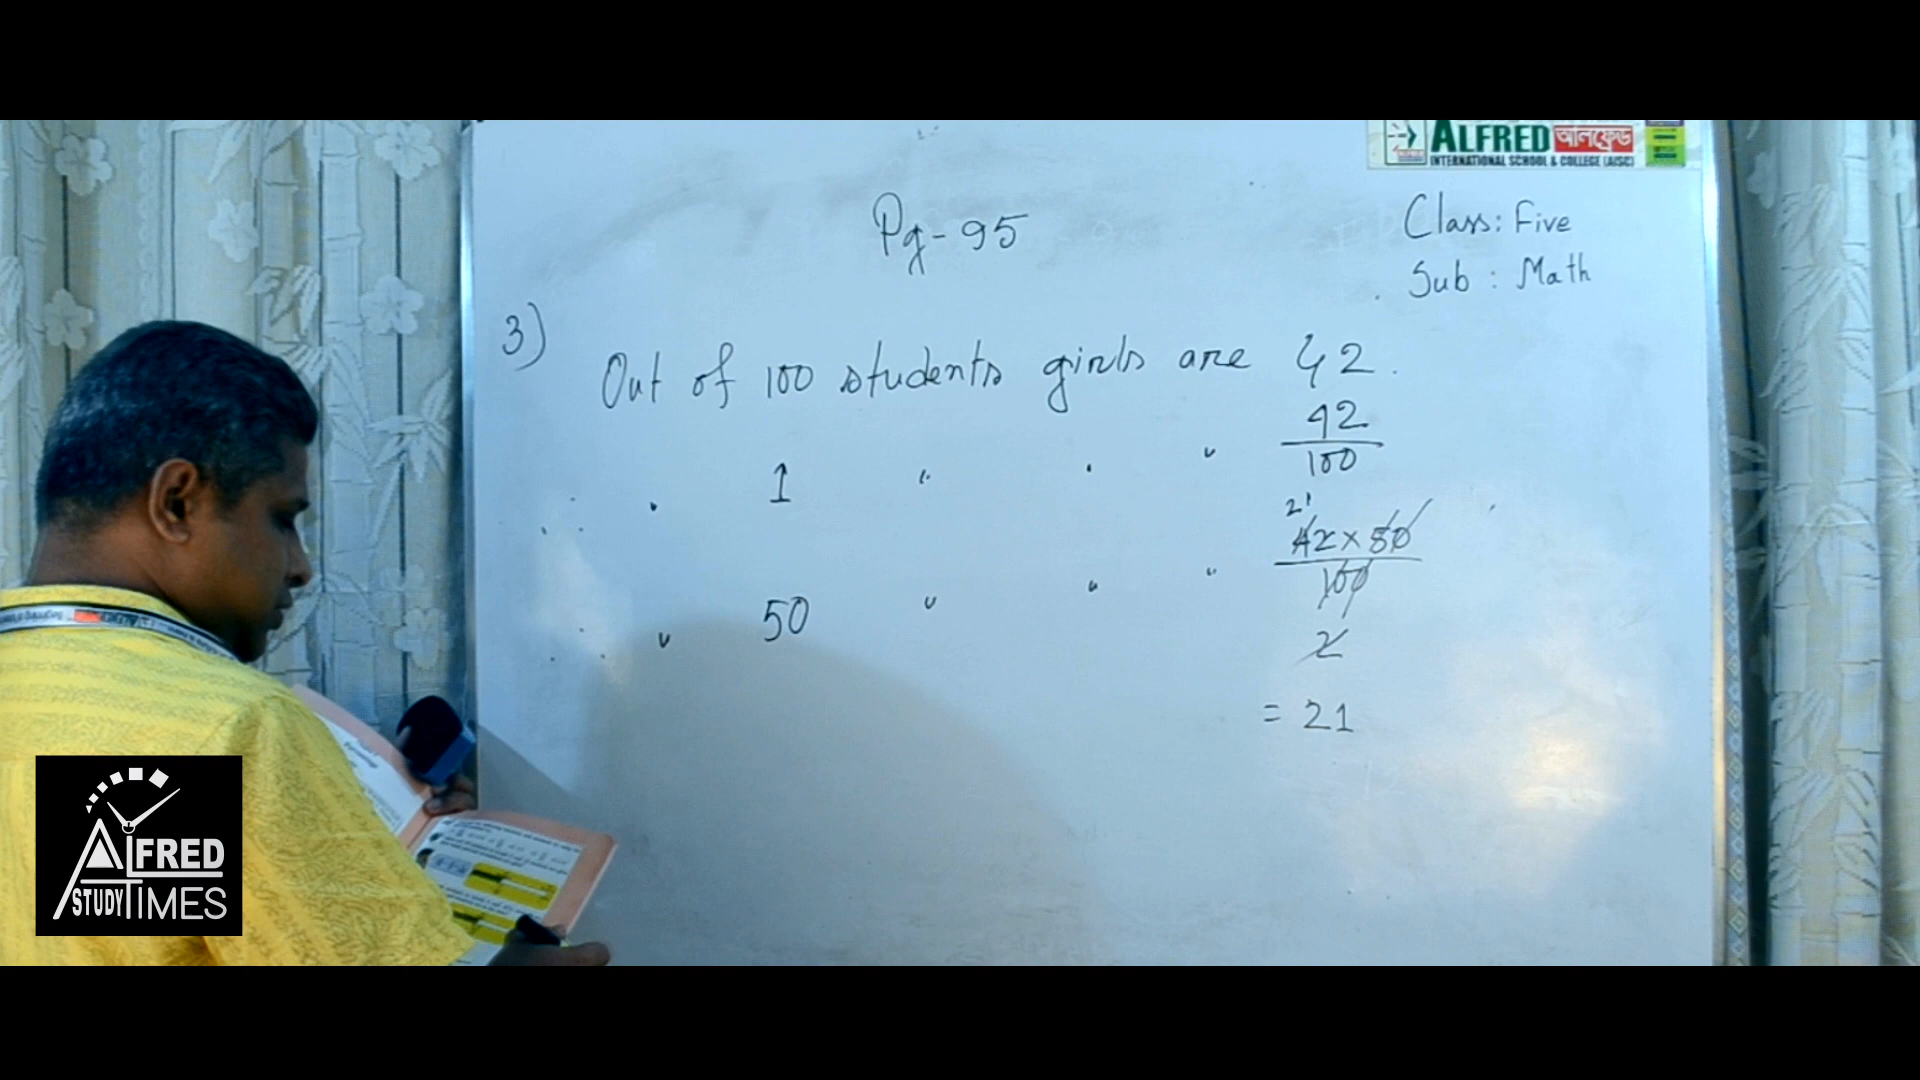 ALFRED আলফ্রেড
INTERNATIONAL SCHOOL & COLLEGE (AISC)
Pg-95
Class: Five
Sub : Math
3)
Out of 100 students girls are 42.
" 1 " " " 42/100
" 50 " " " 42 x 50/100
21
2
= 21
ALFRED
STUDY TIMES